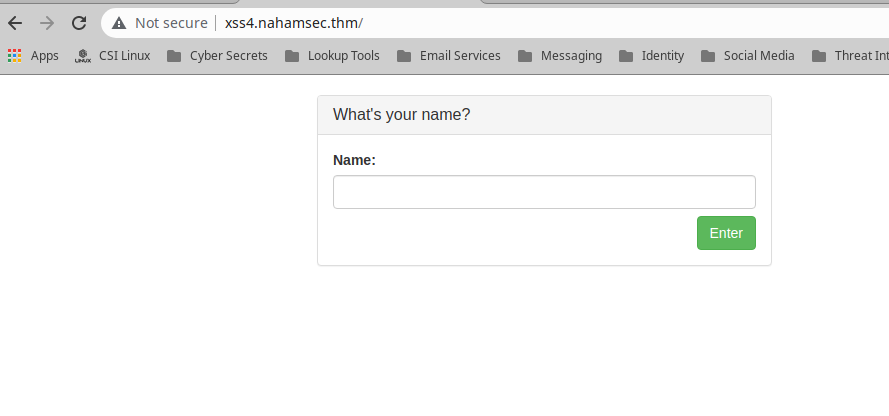 Not secure xss4.nahamsec.thm/
Apps CSI Linux Cyber Secrets Lookup Tools Email Services Messaging Identity Social Media Threat Int
What's your name?
Name:
Enter